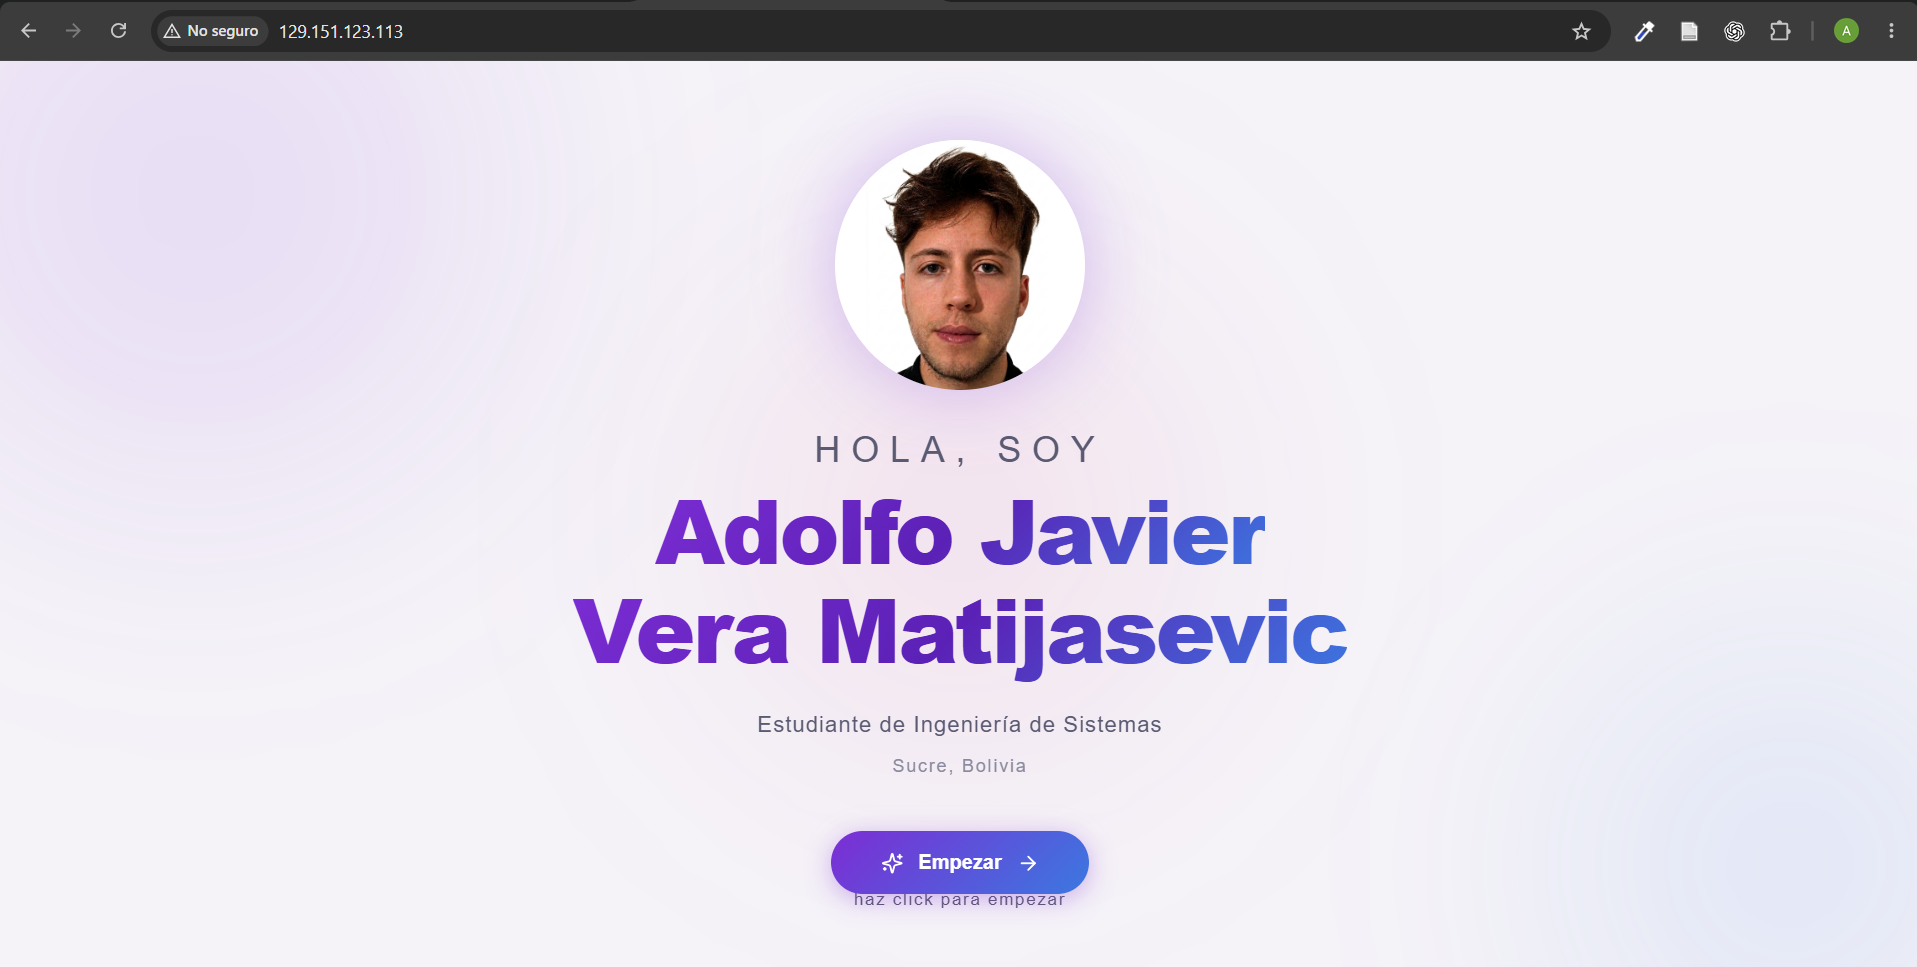 No seguro
129.151.123.113
A
HOLA, SOY
Adolfo Javier
Vera Matijasevic
Estudiante de Ingeniería de Sistemas
Sucre, Bolivia
Empezar
haz click para empezar